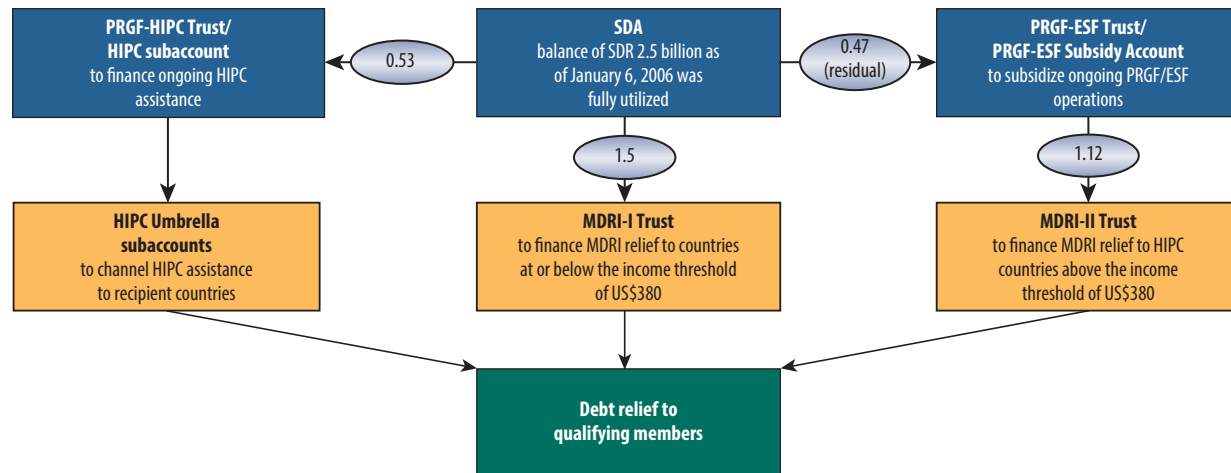 PRGF-HIPC Trust/
HIPC subaccount
to finance ongoing HIPC
assistance
0.53
SDA
balance of SDR 2.5 billion as
of January 6, 2006 was
fully utilized
0.47
(residual)
PRGF-ESF Trust/
PRGF-ESF Subsidy Account
to subsidize ongoing PRGF/ESF
operations
1.5
1.12
HIPC Umbrella
subaccounts
to channel HIPC assistance
to recipient countries
MDRI-I Trust
to finance MDRI relief to countries
at or below the income threshold
of US$380
MDRI-II Trust
to finance MDRI relief to HIPC
countries above the income
threshold of US$380
Debt relief to
qualifying members